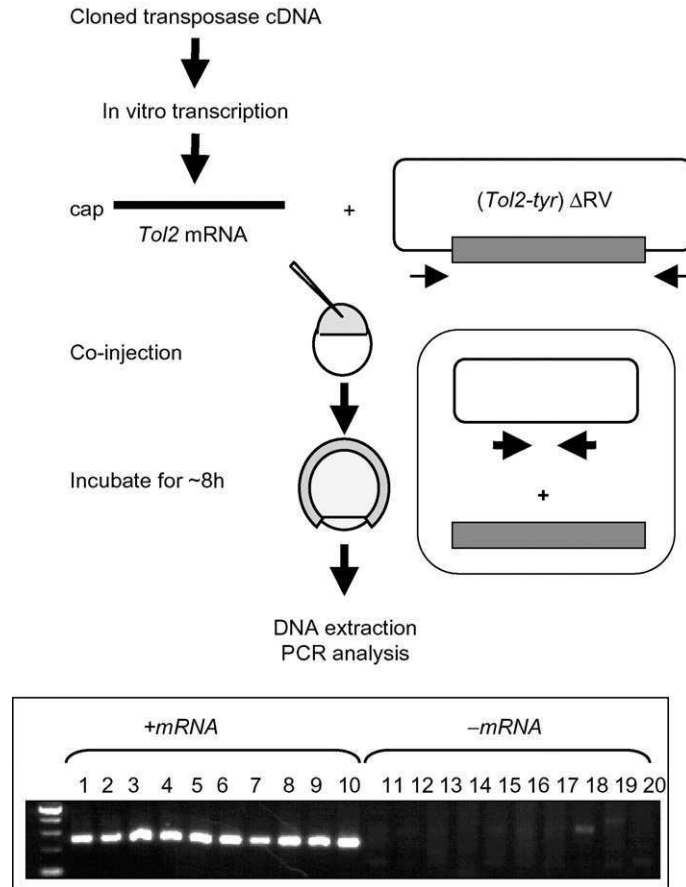 Cloned transposase cDNA
In vitro transcription
cap
Tol2 mRNA
+
(Tol2-tyr) ΔRV
Co-injection
Incubate for ~8h
+
DNA extraction
PCR analysis
+mRNA
–mRNA
1 2 3 4 5 6 7 8 9 10 11 12 13 14 15 16 17 18 19 20